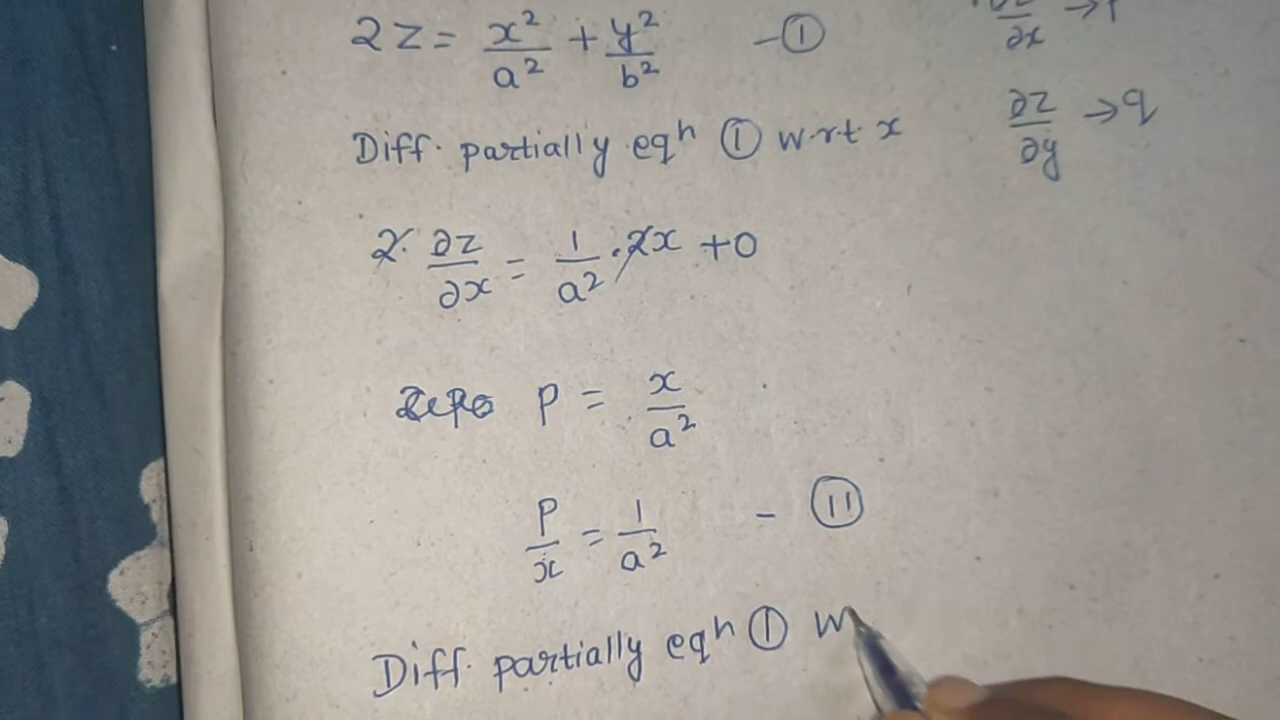 2z = x²/a² + y²/b² - ①
∂z/∂x → p
∂z/∂y → q
Diff. partially eqⁿ ① w.r.t x
2. ∂z/∂x = 1/a² . 2x + 0
p = x/a²
p/x = 1/a² - (II)
Diff. partially eqⁿ ① w